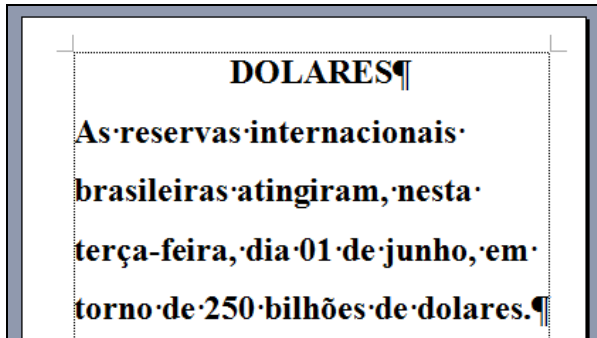 DOLARES¶
As·reservas·internacionais·
brasileiras·atingiram,·nesta·
terça-feira,·dia·01·de·junho,·em·
torno·de·250·bilhões·de·dolares.¶